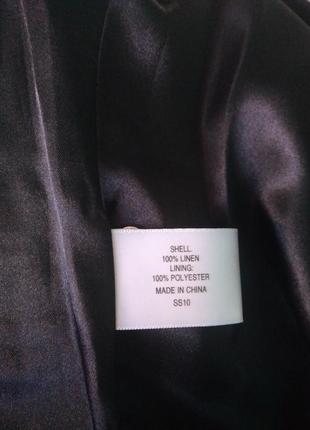 SHELL.
100% LINEN
LINING:
100% POLYESTER
MADE IN CHINA
SS10